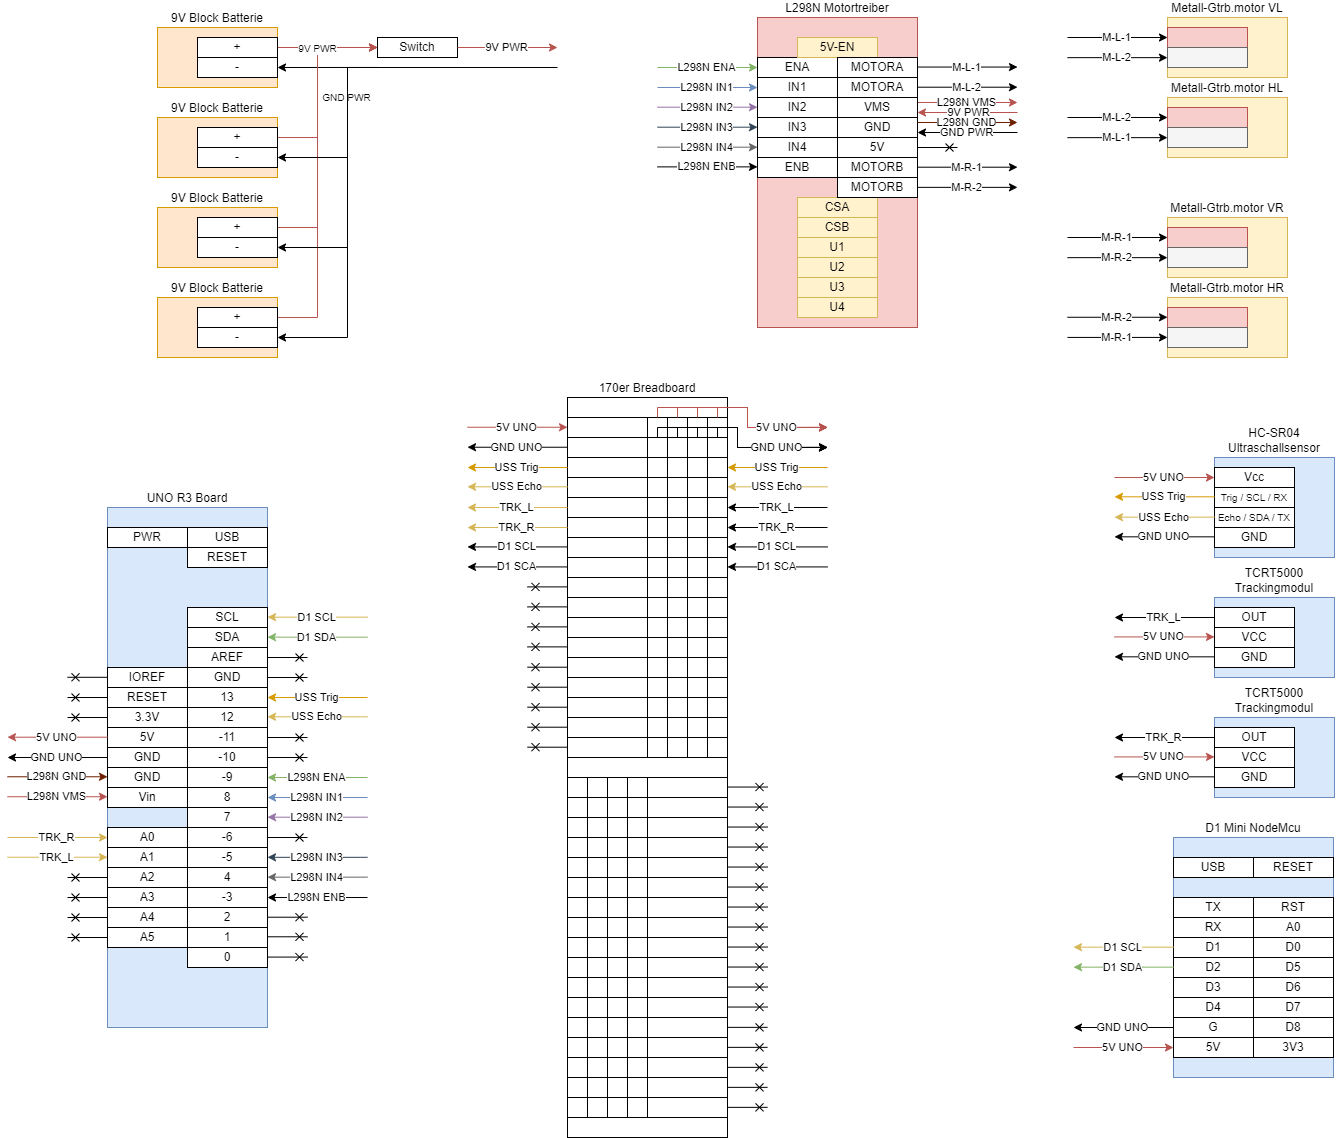 9V Block Batterie
+
-
9V PWR
Switch
9V PWR
GND PWR
9V Block Batterie
+
-
9V Block Batterie
+
-
9V Block Batterie
+
-
L298N Motortreiber
5V-EN
L298N ENA
ENA
MOTORA
M-L-1
L298N IN1
IN1
MOTORA
M-L-2
L298N IN2
IN2
VMS
L298N VMS
9V PWR
L298N IN3
IN3
GND
L298N GND
GND PWR
L298N IN4
IN4
5V
L298N ENB
ENB
MOTORB
M-R-1
MOTORB
M-R-2
CSA
CSB
U1
U2
U3
U4
Metall-Gtrb.motor VL
M-L-1
M-L-2
Metall-Gtrb.motor HL
M-L-2
M-L-1
Metall-Gtrb.motor VR
M-R-1
M-R-2
Metall-Gtrb.motor HR
M-R-2
M-R-1
UNO R3 Board
PWR
USB
RESET
SCL
D1 SCL
SDA
D1 SDA
AREF
IOREF
GND
RESET
13
USS Trig
3.3V
12
USS Echo
5V UNO
5V
-11
GND UNO
GND
-10
L298N GND
GND
-9
L298N ENA
L298N VMS
Vin
8
L298N IN1
7
L298N IN2
TRK_R
A0
-6
TRK_L
A1
-5
L298N IN3
A2
4
L298N IN4
A3
-3
L298N ENB
A4
2
A5
1
0
170er Breadboard
5V UNO
5V UNO
GND UNO
GND UNO
USS Trig
USS Trig
USS Echo
USS Echo
TRK_L
TRK_L
TRK_R
TRK_R
D1 SCL
D1 SCL
D1 SCA
D1 SCA
HC-SR04
Ultraschallsensor
5V UNO
Vcc
USS Trig
Trig / SCL / RX
USS Echo
Echo / SDA / TX
GND UNO
GND
TCRT5000
Trackingmodul
TRK_L
OUT
5V UNO
VCC
GND UNO
GND
TCRT5000
Trackingmodul
TRK_R
OUT
5V UNO
VCC
GND UNO
GND
D1 Mini NodeMcu
USB
RESET
TX
RST
RX
A0
D1 SCL
D1
D0
D1 SDA
D2
D5
D3
D6
D4
D7
GND UNO
G
D8
5V UNO
5V
3V3